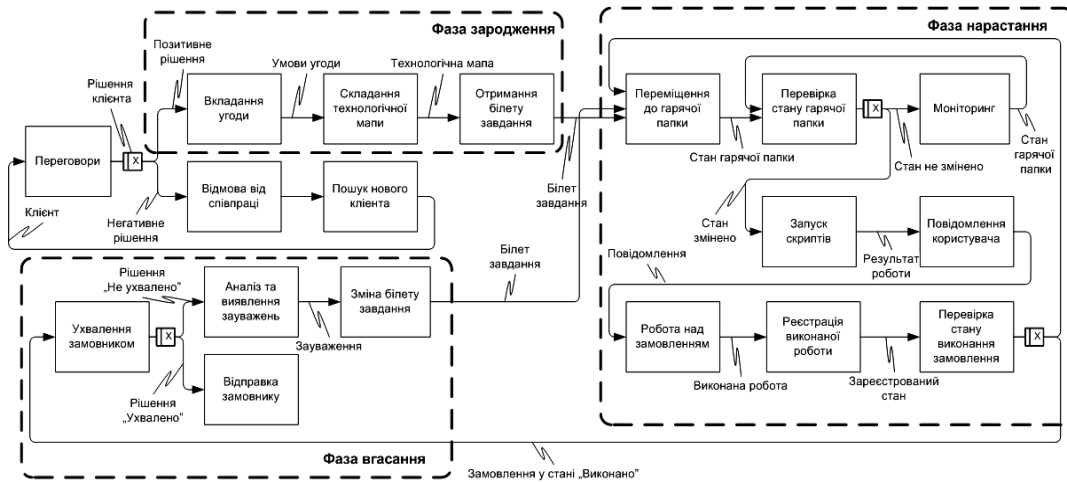 Фаза зародження
Позитивне
рішення
Рішення
клієнта
Вкладання
угоди
Умови угоди
Складання
технологічної
мапи
Технологічна мапа
Отримання
білету
завдання
Переговори
X
Клієнт
Негативне
рішення
Відмова від
співпраці
Пошук нового
клієнта
Білет
завдання
Фаза нарастання
Переміщення
до гарячої
папки
Стан гарячої папки
Перевірка
стану гарячої
папки
X
Моніторинг
Стан не змінено
Стан
гарячої
папки
Стан
змінено
Запуск
скриптів
Результат
роботи
Повідомлення
користувача
Повідомлення
Робота над
замовленням
Виконана робота
Реєстрація
виконаної
роботи
Зареєстрований
стан
Перевірка
стану
виконання
замовлення
X
Рішення
„Не ухвалено”
Аналіз та
виявлення
зауважень
Зауваження
Зміна білету
завдання
Білет
завдання
Ухвалення
замовником
X
Рішення
„Ухвалено”
Відправка
замовнику
Фаза вгасання
Замовлення у стані „Виконано”